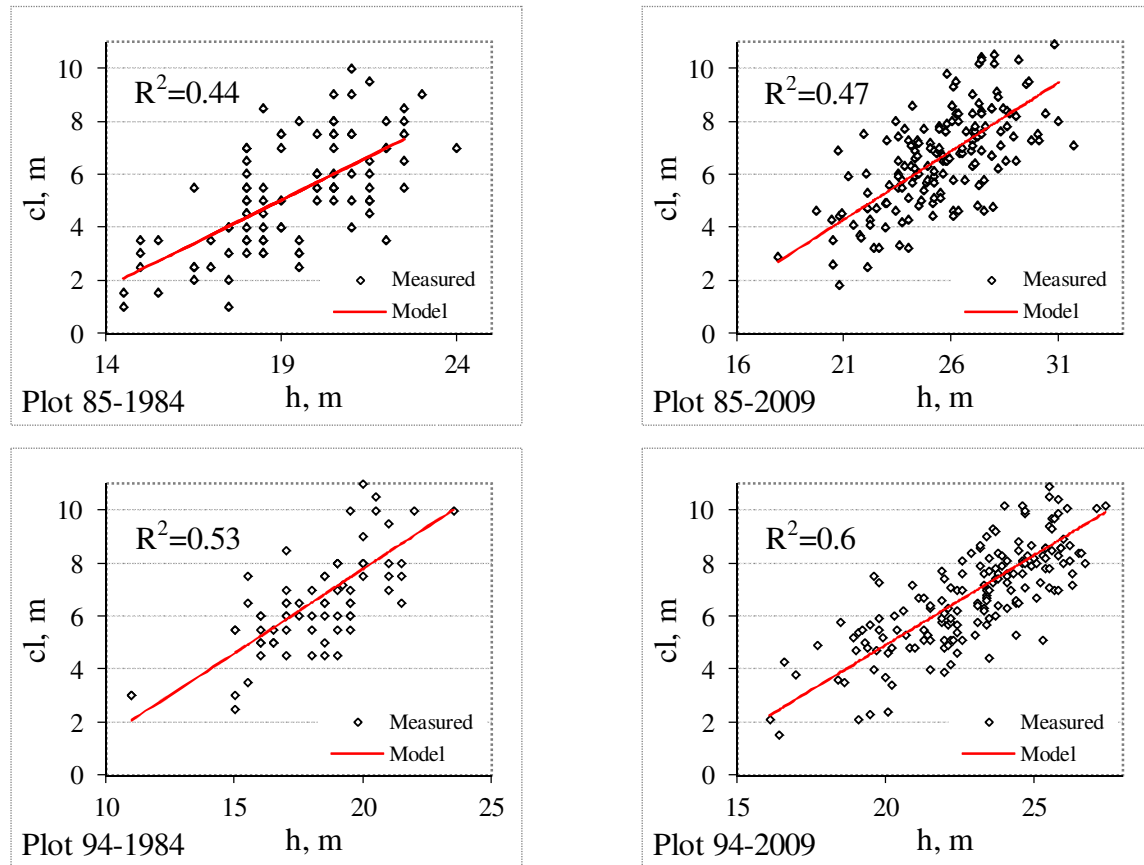 10
8
6
4
2
0
cl, m
R²=0.44
Measured
Model
14 19 24
Plot 85-1984 h, m
10
8
6
4
2
0
cl, m
R²=0.47
Measured
Model
16 21 26 31
Plot 85-2009 h, m
10
8
6
4
2
0
cl, m
R²=0.53
Measured
Model
10 15 20 25
h, m
Plot 94-1984
10
8
6
4
2
0
cl, m
R²=0.6
Measured
Model
15 20 25
h, m
Plot 94-2009